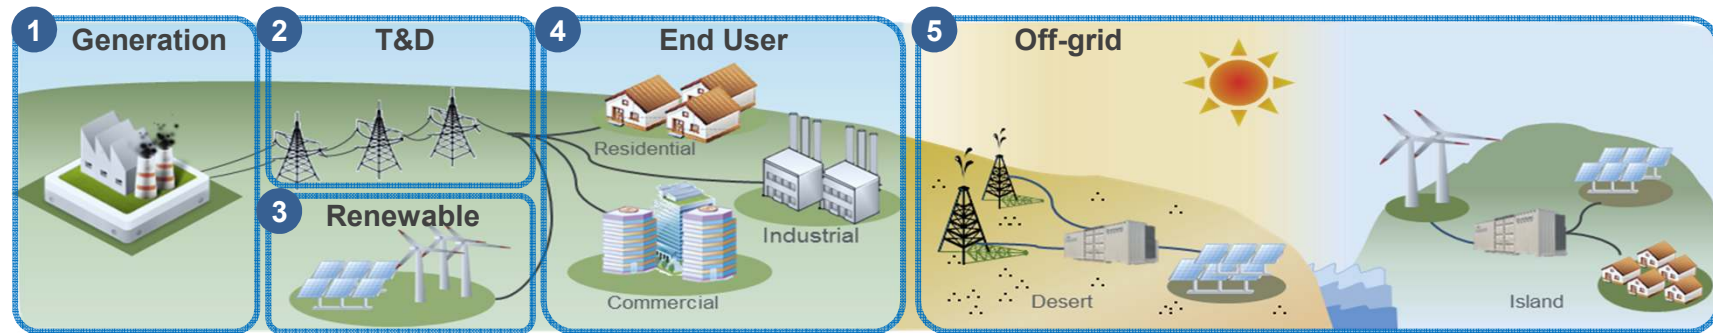 1 Generation
2 T&D
3 Renewable
4 End User
Residential
Industrial
Commercial
5 Off-grid
Desert
Island